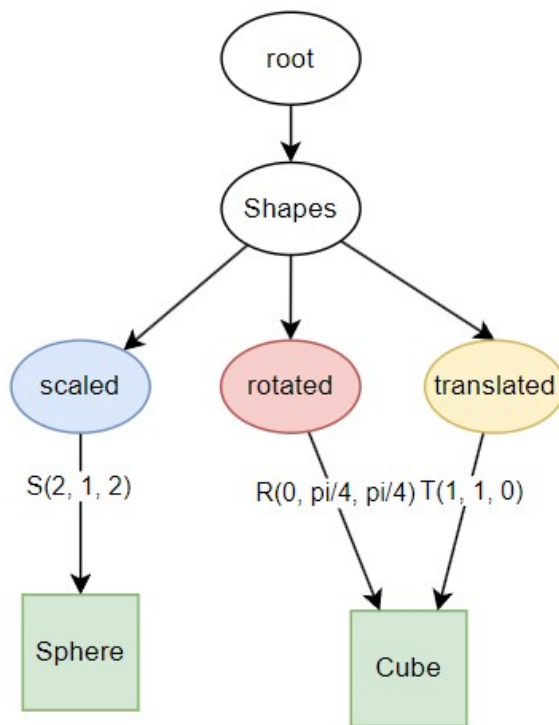 root
Shapes
scaled
rotated
translated
S(2, 1, 2)
R(0, pi/4, pi/4)
T(1, 1, 0)
Sphere
Cube